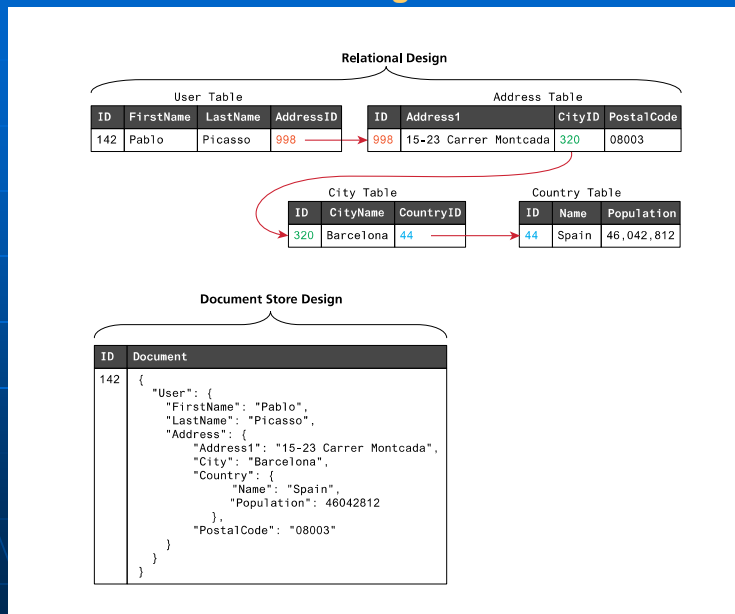 Relational Design
User Table
Address Table
ID FirstName LastName AddressID
ID Address1 CityID PostalCode
142 Pablo Picasso 998
998 15-23 Carrer Montcada 320 08003
City Table
Country Table
ID CityName CountryID
ID Name Population
320 Barcelona 44
44 Spain 46,042,812
Document Store Design
ID Document
142 {
"User": {
"FirstName": "Pablo",
"LastName": "Picasso",
"Address": {
"Address1": "15-23 Carrer Montcada",
"City": "Barcelona",
"Country": {
"Name": "Spain",
"Population": 46042812
},
"PostalCode": "08003"
}
}
}